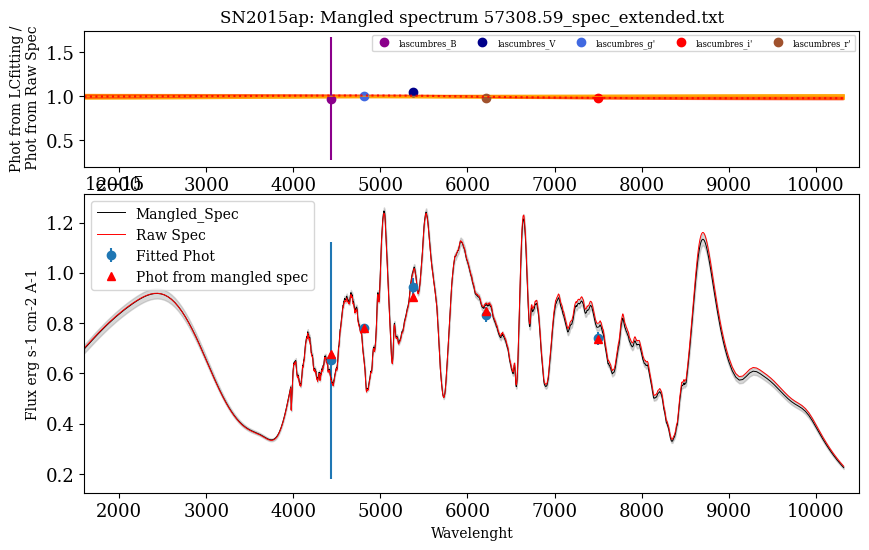 SN2015ap: Mangled spectrum 57308.59_spec_extended.txt
Phot from LCfitting /
Phot from Raw Spec
1.5
1.0
0.5
lascumbres_B
lascumbres_V
lascumbres_g'
lascumbres_i'
lascumbres_r'
2000 3000 4000 5000 6000 7000 8000 9000 10000
1e−15
Flux erg s-1 cm-2 A-1
1.2
1.0
0.8
0.6
0.4
0.2
Mangled_Spec
Raw Spec
Fitted Phot
Phot from mangled spec
2000 3000 4000 5000 6000 7000 8000 9000 10000
Wavelenght